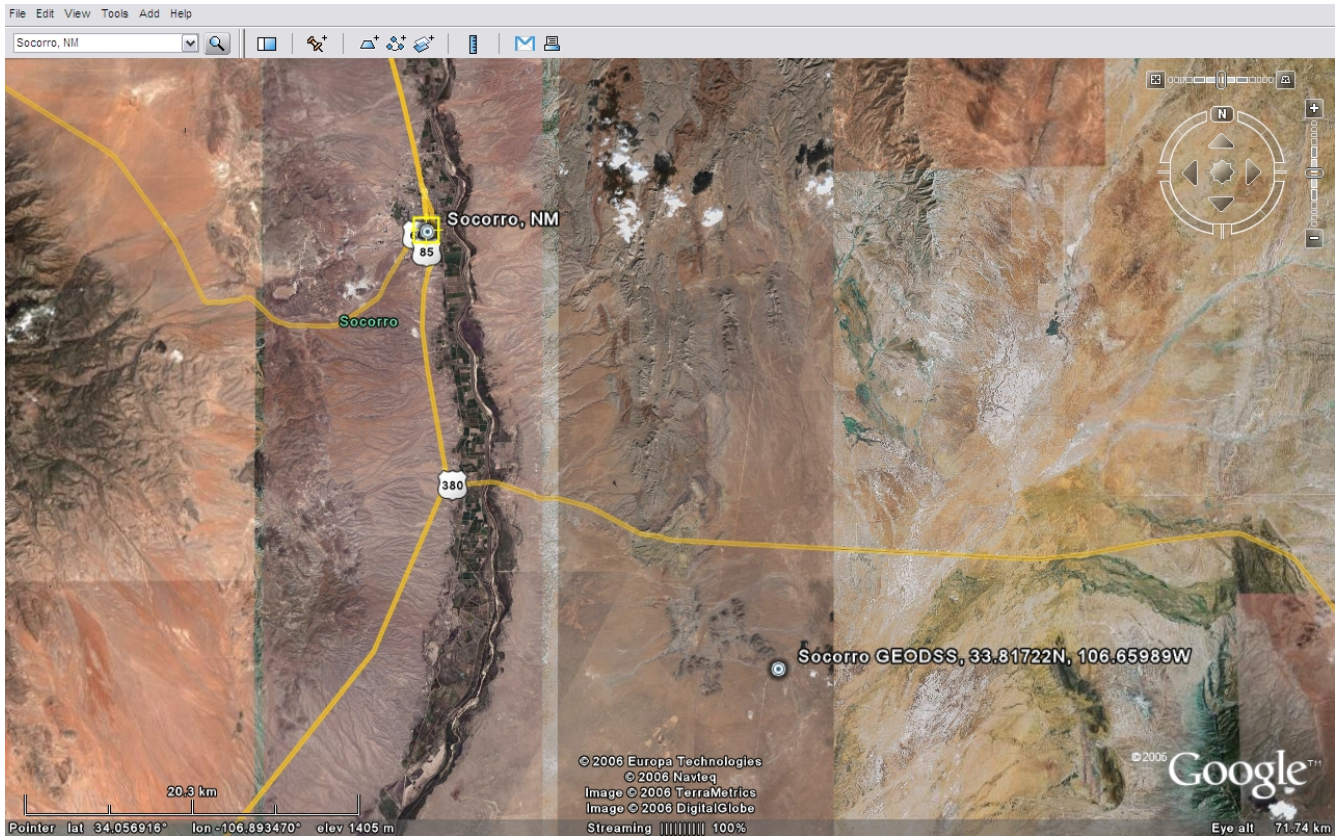 File Edit View Tools Add Help
Socorro, NM
N
Socorro, NM
85
Socorro
380
Socorro GEODSS, 33.81722N, 106.65989W
© 2006 Europa Technologies
© 2006 Navteq
Image © 2006 TerraMetrics
Image © 2006 DigitalGlobe
© 2006 Google™
20.3 km
Pointer lat 34.056916° lon -106.893470° elev 1405 m Streaming |||||||||| 100% Eye alt 71.74 km